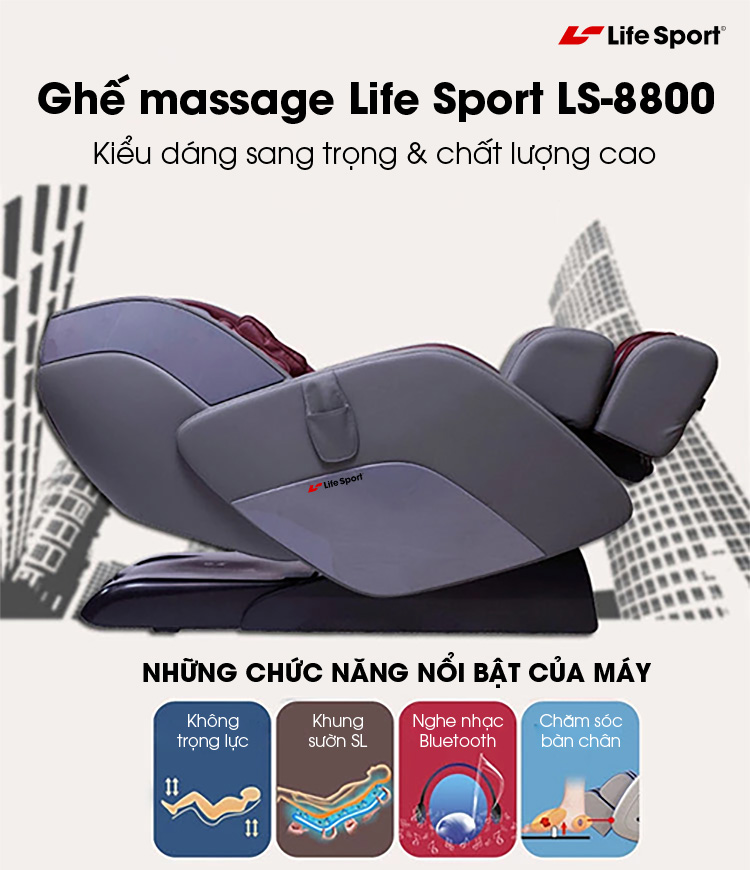 Life Sport
Ghế massage Life Sport LS-8800
Kiểu dáng sang trọng & chất lượng cao
Life Sport
NHỮNG CHỨC NĂNG NỔI BẬT CỦA MÁY
Không
trọng lực
Khung
sườn SL
Nghe nhạc
Bluetooth
Chăm sóc
bàn chân